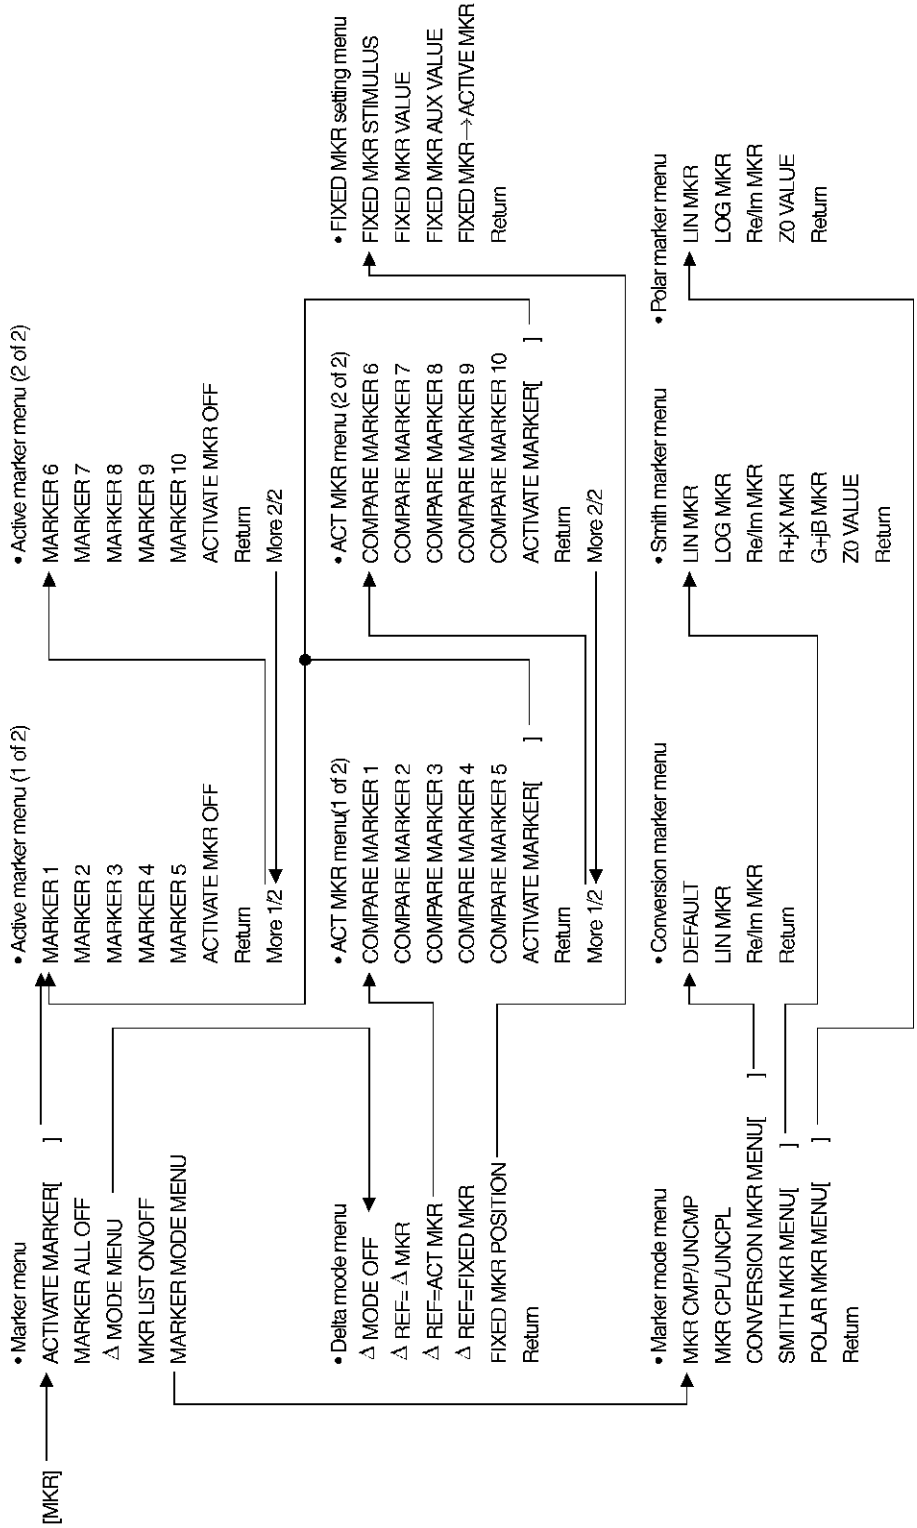 [MKR]
• Marker menu
ACTIVATE MARKER[ ]
MARKER ALL OFF
Δ MODE MENU
MKR LIST ON/OFF
MARKER MODE MENU
• Active marker menu (1 of 2)
MARKER 1
MARKER 2
MARKER 3
MARKER 4
MARKER 5
ACTIVATE MKR OFF
Return
More 1/2
• Active marker menu (2 of 2)
MARKER 6
MARKER 7
MARKER 8
MARKER 9
MARKER 10
ACTIVATE MKR OFF
Return
More 2/2
• Delta mode menu
Δ MODE OFF
Δ REF= Δ MKR
Δ REF=ACT MKR
Δ REF=FIXED MKR
FIXED MKR POSITION
Return
• ACT MKR menu(1 of 2)
COMPARE MARKER 1
COMPARE MARKER 2
COMPARE MARKER 3
COMPARE MARKER 4
COMPARE MARKER 5
ACTIVATE MARKER[ ]
Return
More 1/2
• ACT MKR menu (2 of 2)
COMPARE MARKER 6
COMPARE MARKER 7
COMPARE MARKER 8
COMPARE MARKER 9
COMPARE MARKER 10
ACTIVATE MARKER[ ]
Return
More 2/2
• FIXED MKR setting menu
FIXED MKR STIMULUS
FIXED MKR VALUE
FIXED MKR AUX VALUE
FIXED MKR→ACTIVE MKR
Return
• Marker mode menu
MKR CMP/UNCMP
MKR CPL/UNCPL
CONVERSION MKR MENU[ ]
SMITH MKR MENU[ ]
POLAR MKR MENU[ ]
Return
• Conversion marker menu
DEFAULT
LIN MKR
Re/Im MKR
Return
• Smith marker menu
LIN MKR
LOG MKR
Re/Im MKR
R+jX MKR
G+jB MKR
Z0 VALUE
Return
• Polar marker menu
LIN MKR
LOG MKR
Re/Im MKR
Z0 VALUE
Return